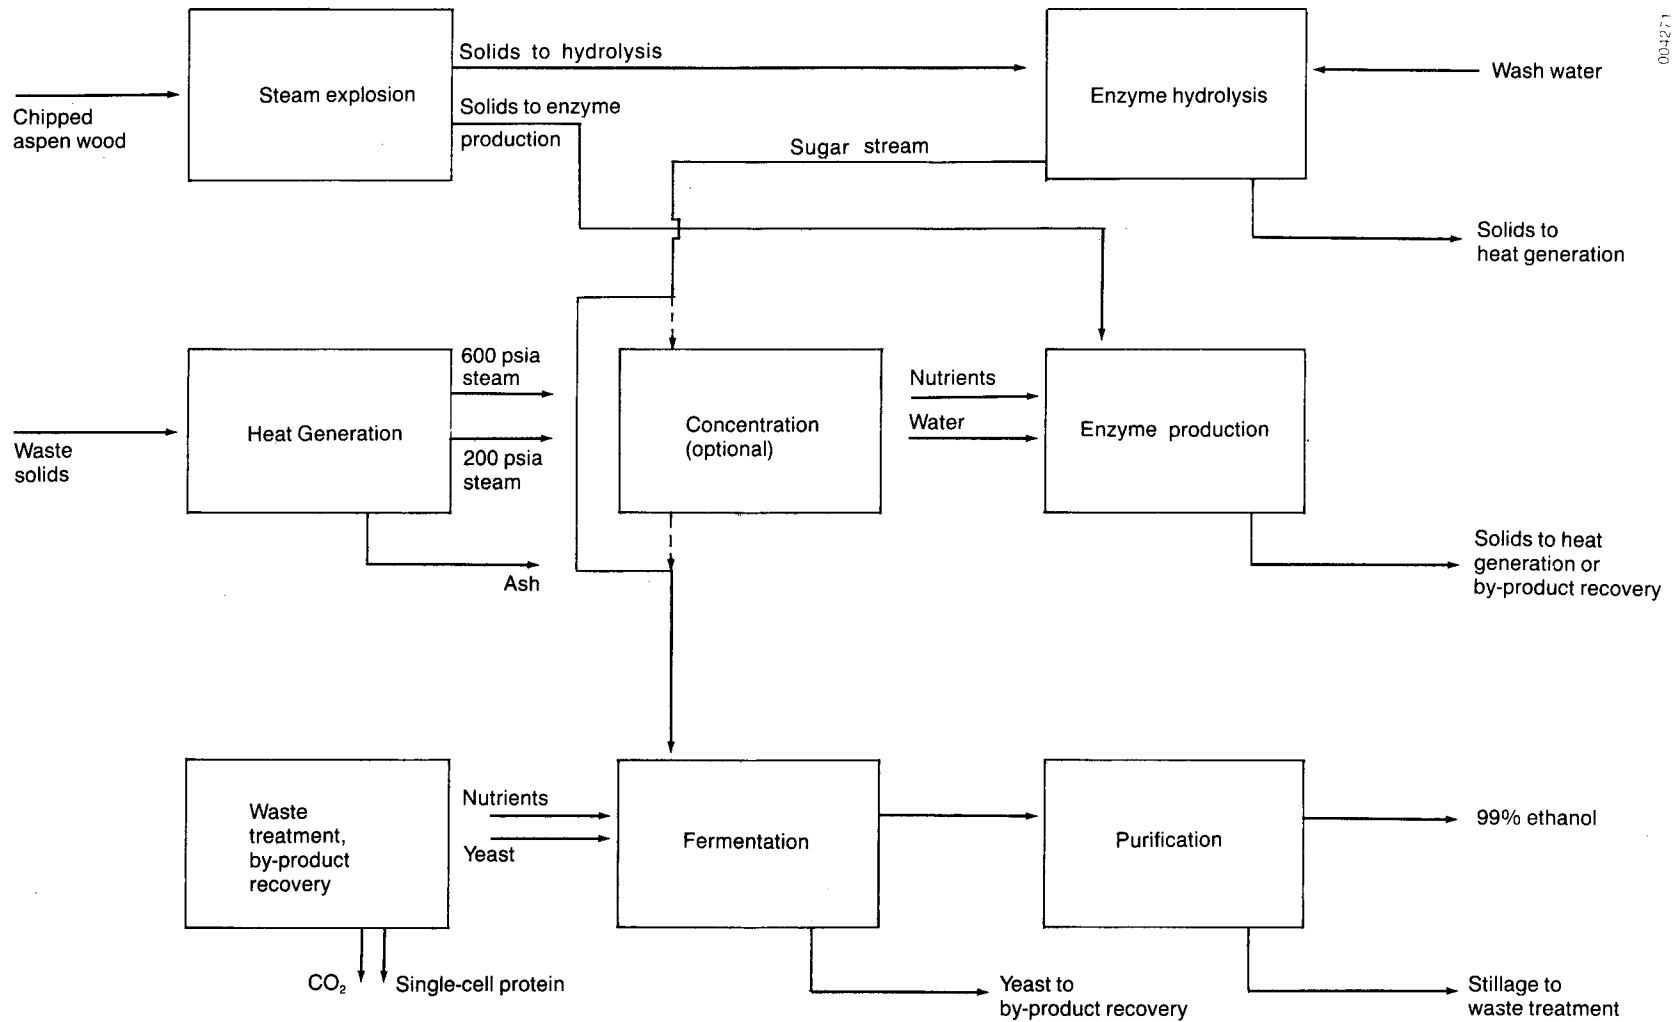 004271
Solids to hydrolysis
Steam explosion
Solids to enzyme
production
Chipped
aspen wood
Enzyme hydrolysis
Wash water
Sugar stream
Solids to
heat generation
600 psia
steam
Heat Generation
200 psia
steam
Waste
solids
Ash
Concentration
(optional)
Nutrients
Water
Enzyme production
Solids to heat
generation or
by-product recovery
Waste
treatment,
by-product
recovery
Nutrients
Yeast
Fermentation
Purification
99% ethanol
CO₂
Single-cell protein
Yeast to
by-product recovery
Stillage to
waste treatment